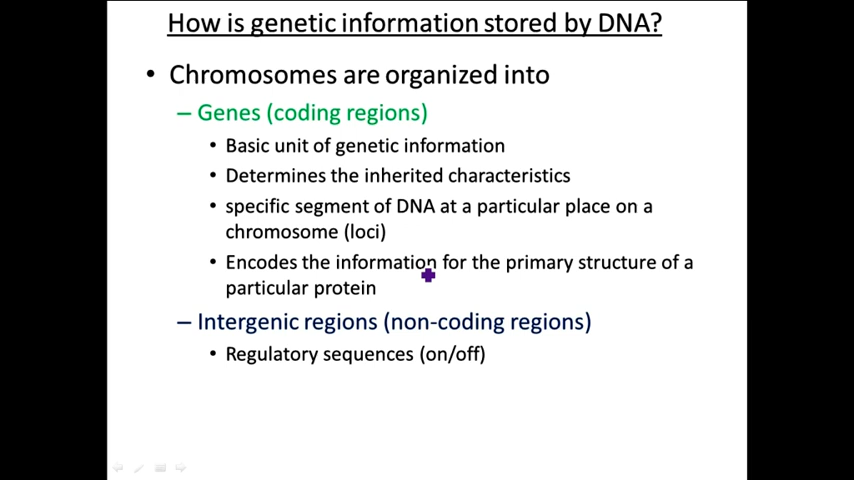 How is genetic information stored by DNA?
• Chromosomes are organized into
– Genes (coding regions)
• Basic unit of genetic information
• Determines the inherited characteristics
• specific segment of DNA at a particular place on a
chromosome (loci)
• Encodes the information for the primary structure of a
particular protein
– Intergenic regions (non-coding regions)
• Regulatory sequences (on/off)